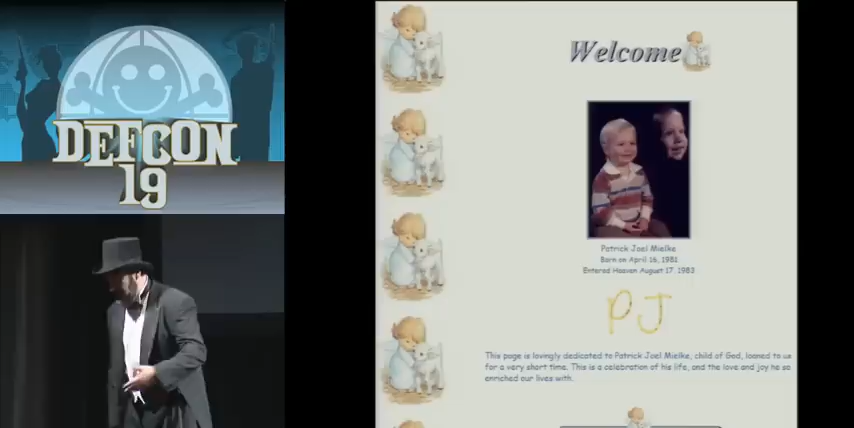 DEFCON
19
Welcome
Patrick Joel Mielke
Born on April 16, 1981
Entered Heaven August 17, 1983
PJ
This page is lovingly dedicated to Patrick Joel Mielke, child of God, loaned to us
for a very short time. This is a celebration of his life, and the love and joy he so
enriched our lives with.